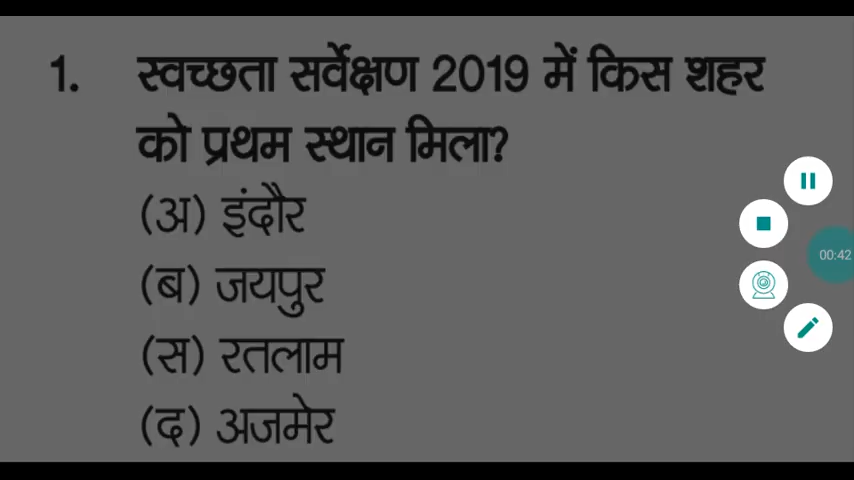 1. स्वच्छता सर्वेक्षण 2019 में किस शहर
को प्रथम स्थान मिला?
(अ) इंदौर
(ब) जयपुर
(स) रतलाम
(द) अजमेर
00:42